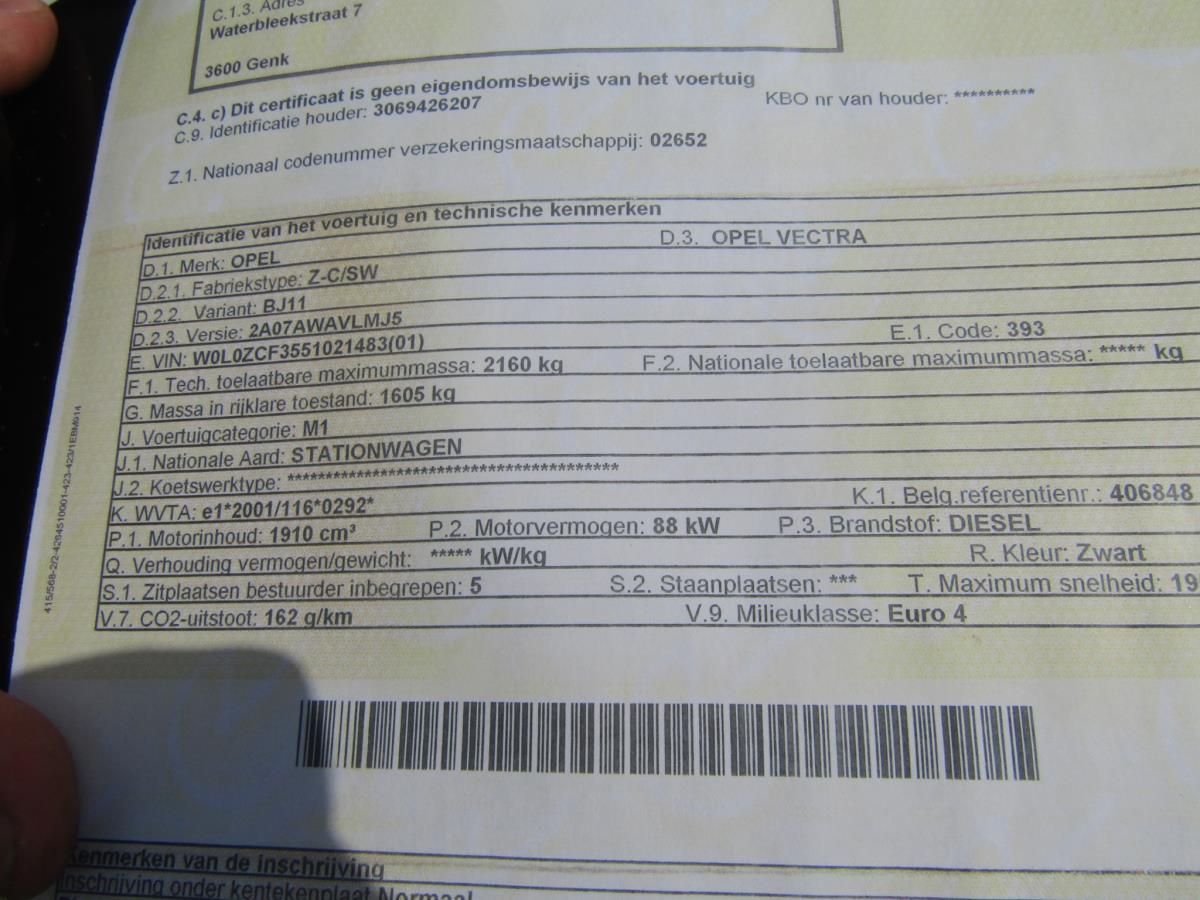 C.1.3. Adres
Waterbleekstraat 7
3600 Genk
C.4. c) Dit certificaat is geen eigendomsbewijs van het voertuig
C.9. Identificatie houder: 3069426207 KBO nr van houder: **********
Z.1. Nationaal codenummer verzekeringsmaatschappij: 02652
Identificatie van het voertuig en technische kenmerken
D.1. Merk: OPEL D.3. OPEL VECTRA
D.2.1. Fabriekstype: Z-C/SW
D.2.2. Variant: BJ11
D.2.3. Versie: 2A07AWAVLMJ5
E. VIN: W0L0ZCF3551021483(01) E.1. Code: 393
F.1. Tech. toelaatbare maximummassa: 2160 kg F.2. Nationale toelaatbare maximummassa: ***** kg
G. Massa in rijklare toestand: 1605 kg
J. Voertuigcategorie: M1
J.1. Nationale Aard: STATIONWAGEN
J.2. Koetswerktype: ****************************************
K. WVTA: e1*2001/116*0292* K.1. Belg.referentienr.: 406848
P.1. Motorinhoud: 1910 cm³ P.2. Motorvermogen: 88 kW P.3. Brandstof: DIESEL
Q. Verhouding vermogen/gewicht: ***** kW/kg R. Kleur: Zwart
S.1. Zitplaatsen bestuurder inbegrepen: 5 S.2. Staanplaatsen: *** T. Maximum snelheid: 19
V.7. CO2-uitstoot: 162 g/km V.9. Milieuklasse: Euro 4
Kenmerken van de inschrijving
Inschrijving onder kentekenplaat Normaal